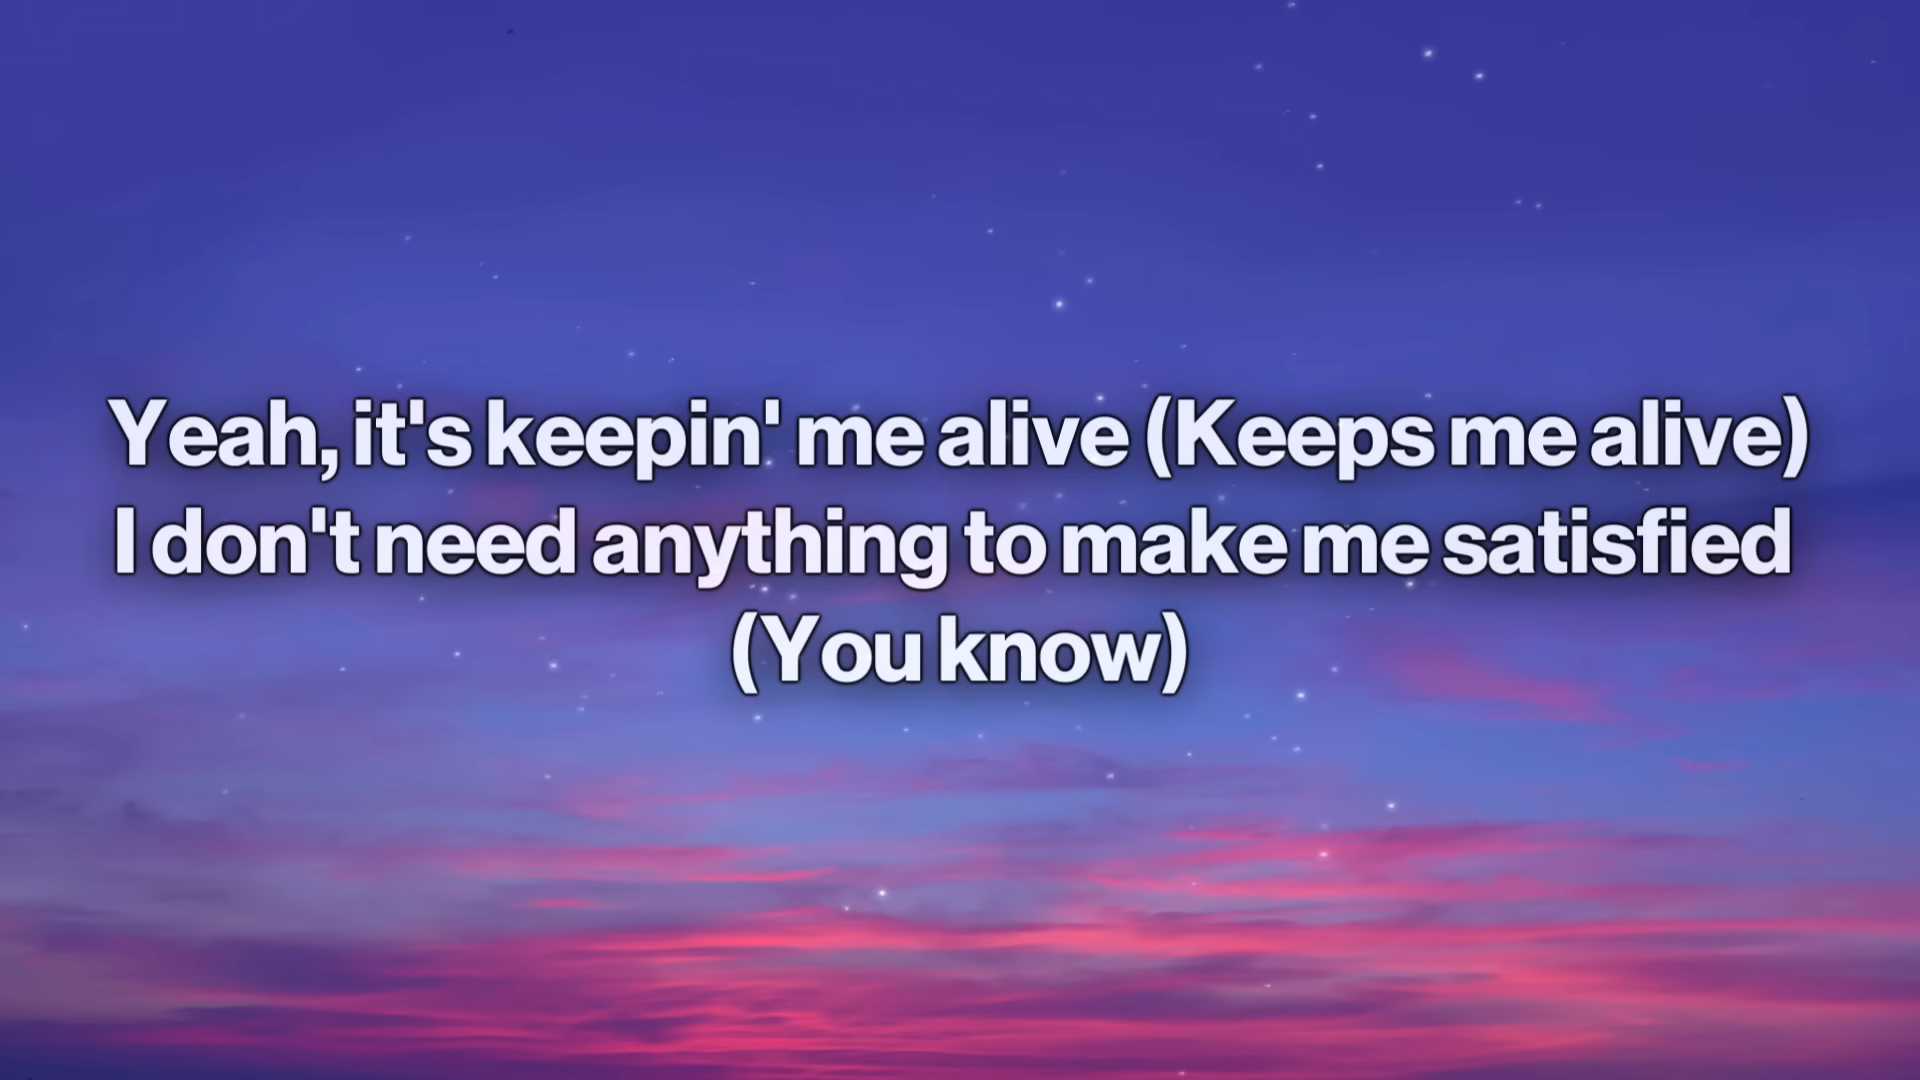 Yeah, it's keepin' me alive (Keeps me alive)
I don't need anything to make me satisfied
(You know)